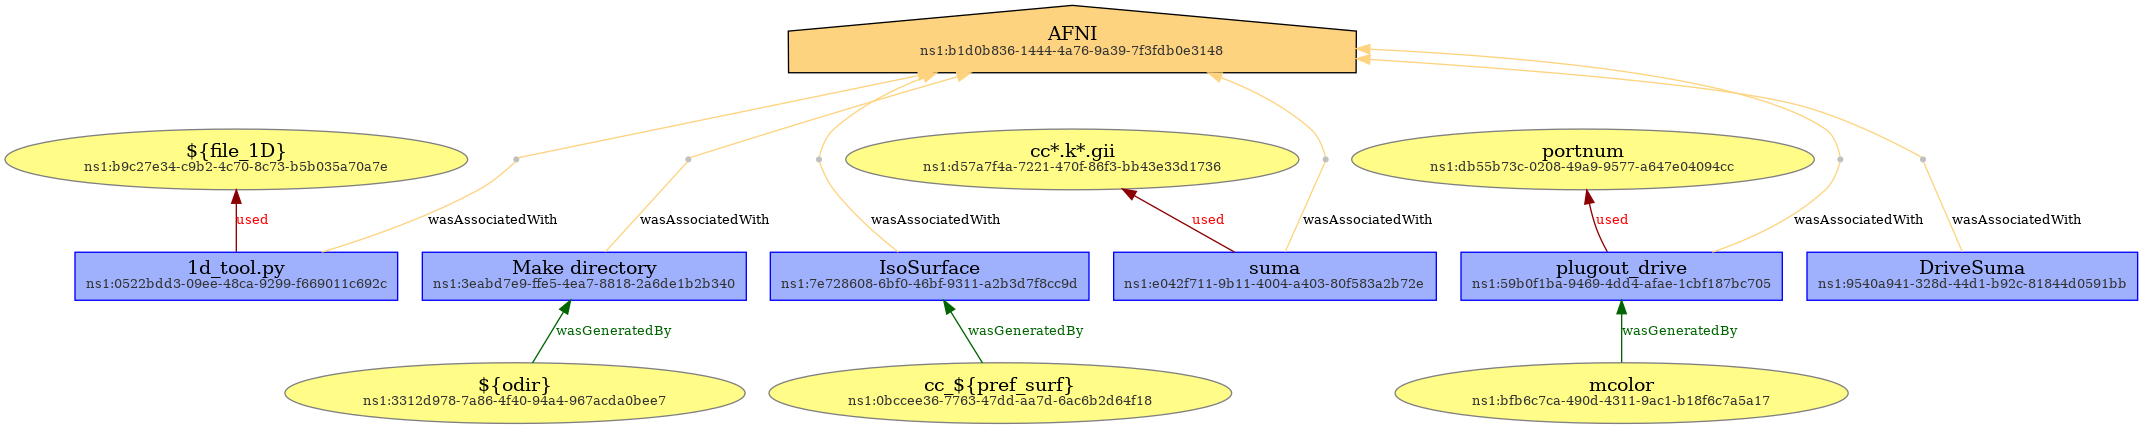 AFNI
ns1:b1d0b836-1444-4a76-9a39-7f3fdb0e3148
${file_1D}
ns1:b9c27e34-c9b2-4c70-8c73-b5b035a70a7e
cc*.k*.gii
ns1:d57a7f4a-7221-470f-86f3-bb43e33d1736
portnum
ns1:db55b73c-0208-49a9-9577-a647e04094cc
used
wasAssociatedWith
wasAssociatedWith
wasAssociatedWith
used
wasAssociatedWith
used
wasAssociatedWith
wasAssociatedWith
1d_tool.py
ns1:0522bdd3-09ee-48ca-9299-f669011c692c
Make directory
ns1:3eabd7e9-ffe5-4ea7-8818-2a6de1b2b340
IsoSurface
ns1:7e728608-6bf0-46bf-9311-a2b3d7f8cc9d
suma
ns1:e042f711-9b11-4004-a403-80f583a2b72e
plugout_drive
ns1:59b0f1ba-9469-4dd4-afae-1cbf187bc705
DriveSuma
ns1:9540a941-328d-44d1-b92c-81844d0591bb
wasGeneratedBy
wasGeneratedBy
wasGeneratedBy
${odir}
ns1:3312d978-7a86-4f40-94a4-967acda0bee7
cc_${pref_surf}
ns1:0bccee36-7763-47dd-aa7d-6ac6b2d64f18
mcolor
ns1:bfb6c7ca-490d-4311-9ac1-b18f6c7a5a17